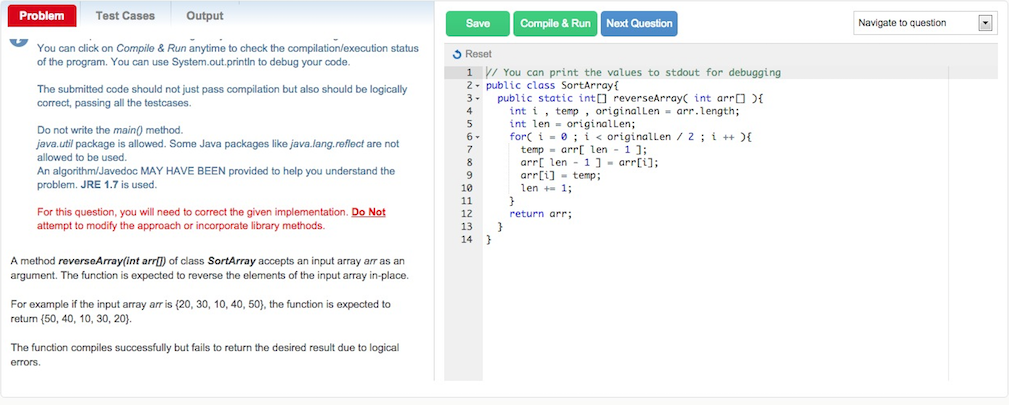 Problem
Test Cases
Output
Save
Compile & Run
Next Question
Navigate to question
You can click on Compile & Run anytime to check the compilation/execution status
of the program. You can use System.out.println to debug your code.
The submitted code should not just pass compilation but also should be logically
correct, passing all the testcases.
Do not write the main() method.
java.util package is allowed. Some Java packages like java.lang.reflect are not
allowed to be used.
An algorithm/Javedoc MAY HAVE BEEN provided to help you understand the
problem. JRE 1.7 is used.
For this question, you will need to correct the given implementation. Do Not
attempt to modify the approach or incorporate library methods.
A method reverseArray(int arr[]) of class SortArray accepts an input array arr as an
argument. The function is expected to reverse the elements of the input array in-place.
For example if the input array arr is {20, 30, 10, 40, 50}, the function is expected to
return {50, 40, 10, 30, 20}.
The function compiles successfully but fails to return the desired result due to logical
errors.
Reset
1 // You can print the values to stdout for debugging
2 public class SortArray{
3 public static int[] reverseArray( int arr[] ){
4 int i , temp , originalLen = arr.length;
5 int len = originalLen;
6 for( i = 0 ; i < originalLen / 2 ; i ++ ){
7 temp = arr[ len - 1 ];
8 arr[ len - 1 ] = arr[i];
9 arr[i] = temp;
10 len += 1;
11 }
12 return arr;
13 }
14 }